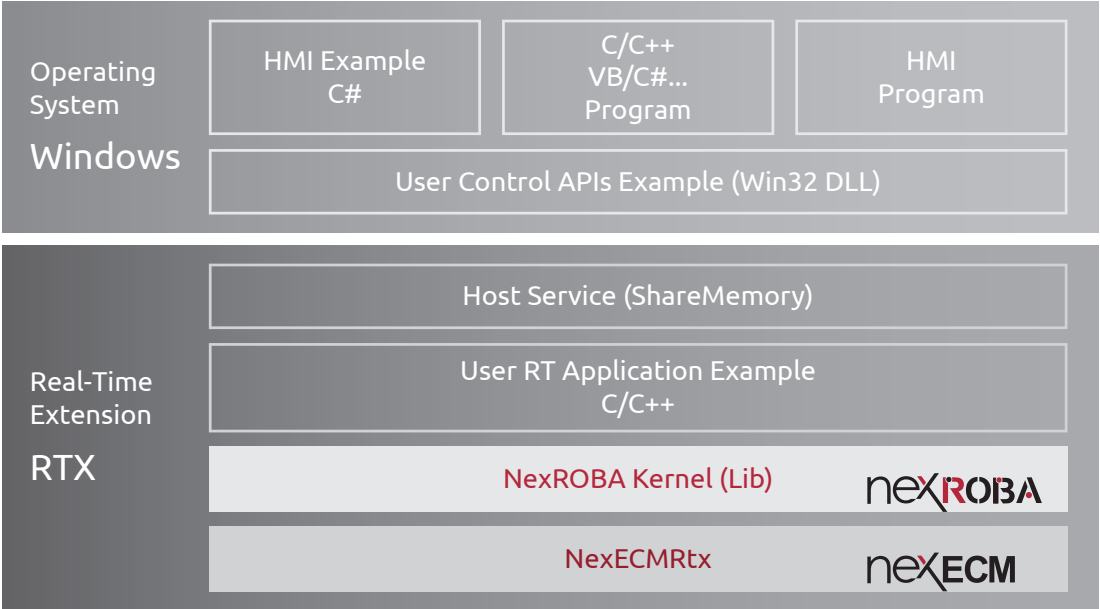 Operating
System
Windows
HMI Example
C#
C/C++
VB/C#...
Program
HMI
Program
User Control APIs Example (Win32 DLL)
Real-Time
Extension
RTX
Host Service (ShareMemory)
User RT Application Example
C/C++
NexROBA Kernel (Lib)
nexROBA
NexECMRtx
nexECM